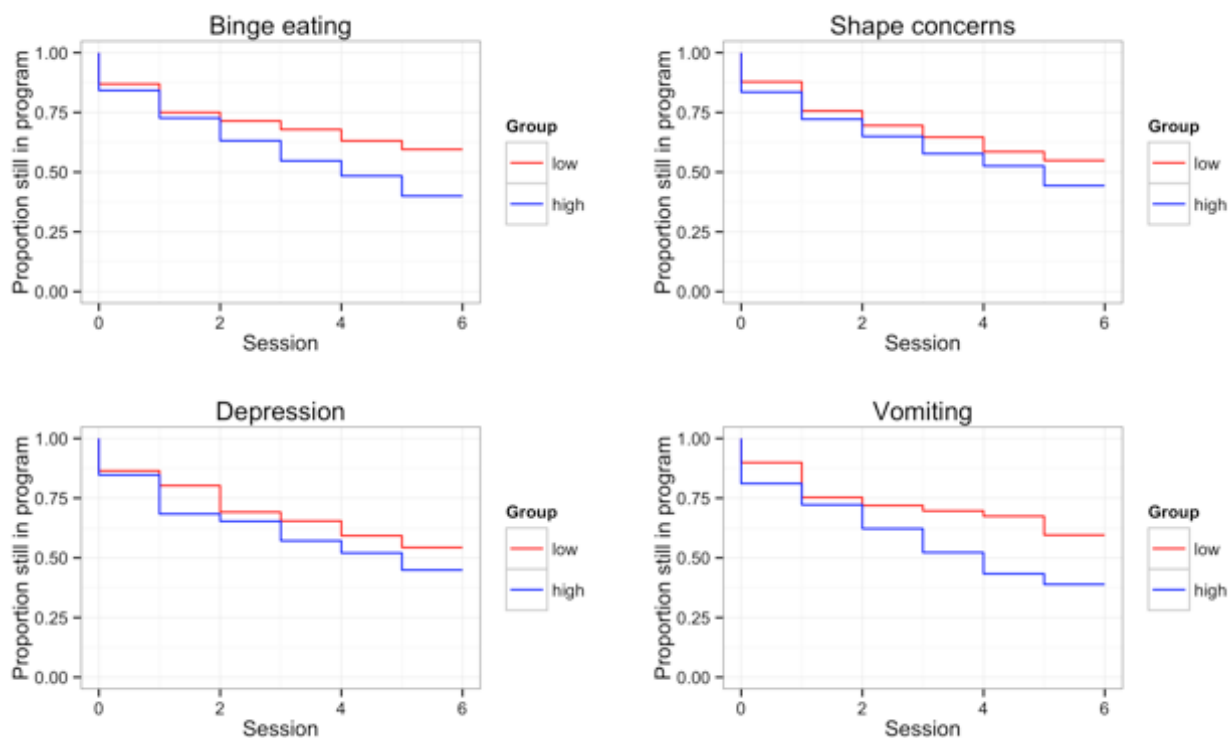 Binge eating
Proportion still in program
1.00
0.75
0.50
0.25
0.00
0
2
4
6
Session
Group
low
high
Shape concerns
Proportion still in program
1.00
0.75
0.50
0.25
0.00
0
2
4
6
Session
Group
low
high
Depression
Proportion still in program
1.00
0.75
0.50
0.25
0.00
0
2
4
6
Session
Group
low
high
Vomiting
Proportion still in program
1.00
0.75
0.50
0.25
0.00
0
2
4
6
Session
Group
low
high